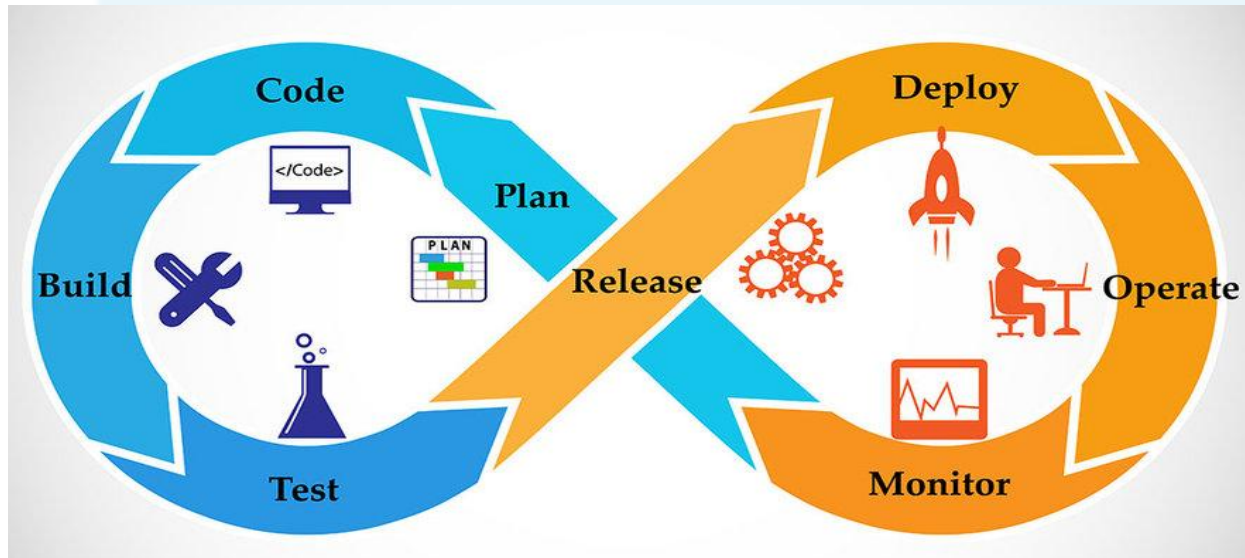 Code
Deploy
</Code>
Plan
PLAN
Build
Release
Operate
Test
Monitor